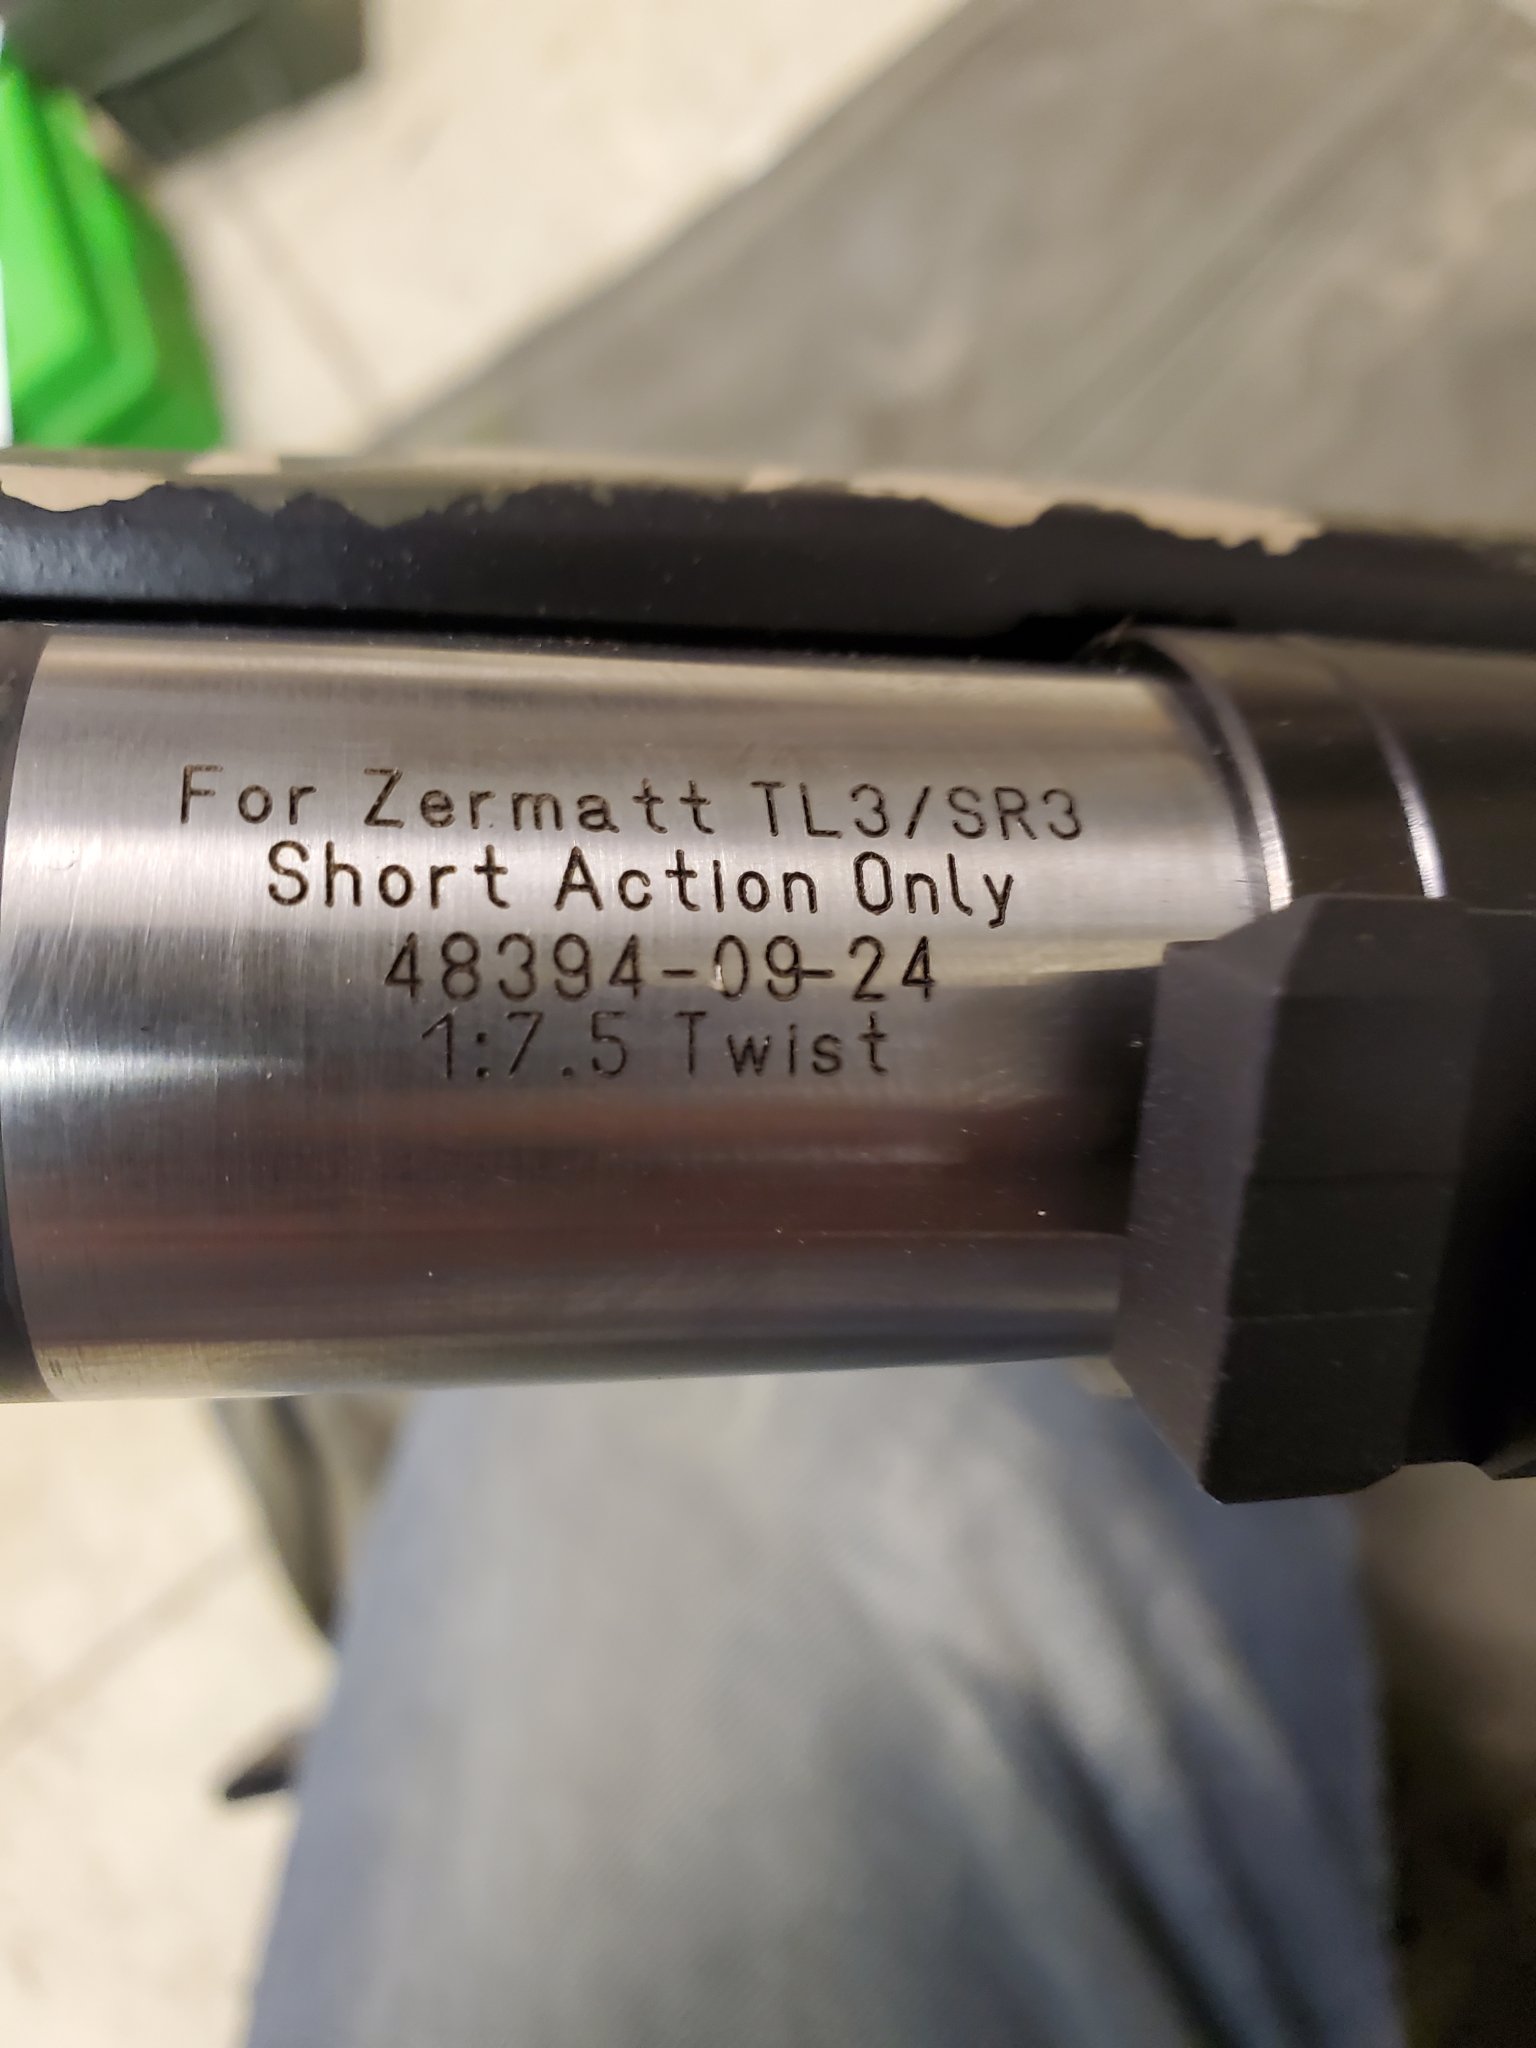 For Zermatt TL3/SR3
Short Action Only
48394-09-24
1:7.5 Twist